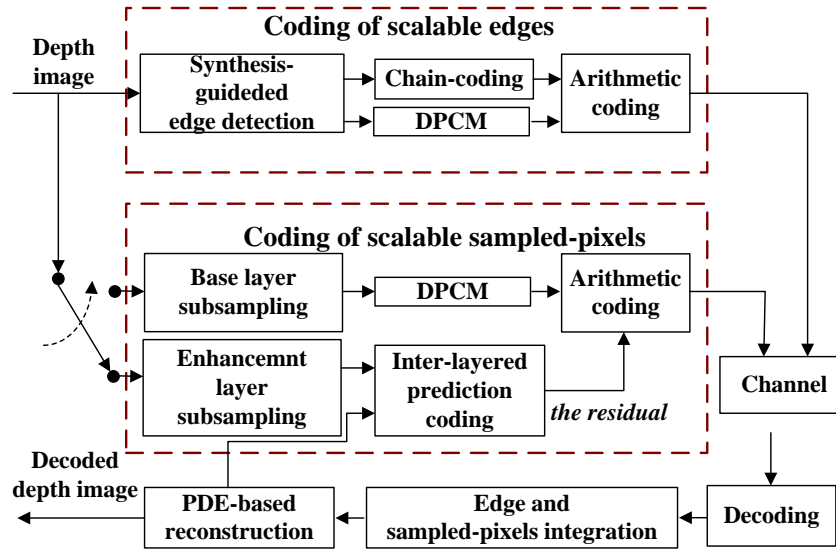 Coding of scalable edges
Depth
image
Synthesis-
guideded
edge detection
Chain-coding
DPCM
Arithmetic
coding
Coding of scalable sampled-pixels
Base layer
subsampling
DPCM
Arithmetic
coding
Enhancemnt
layer
subsampling
Inter-layered
prediction
coding
the residual
Channel
Decoded
depth image
PDE-based
reconstruction
Edge and
sampled-pixels integration
Decoding